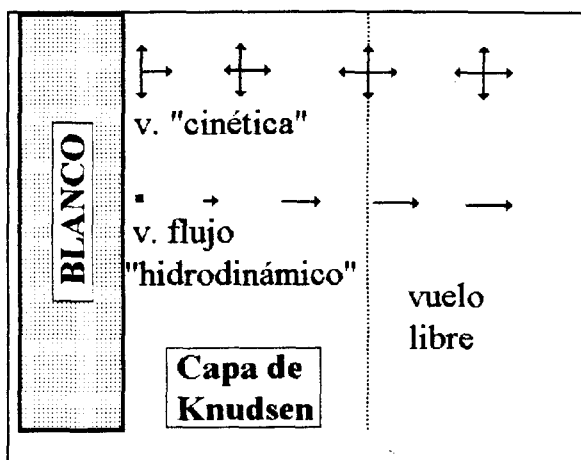 BLANCO
v. "cinética"
v. flujo
"hidrodinámico"
vuelo
libre
Capa de
Knudsen